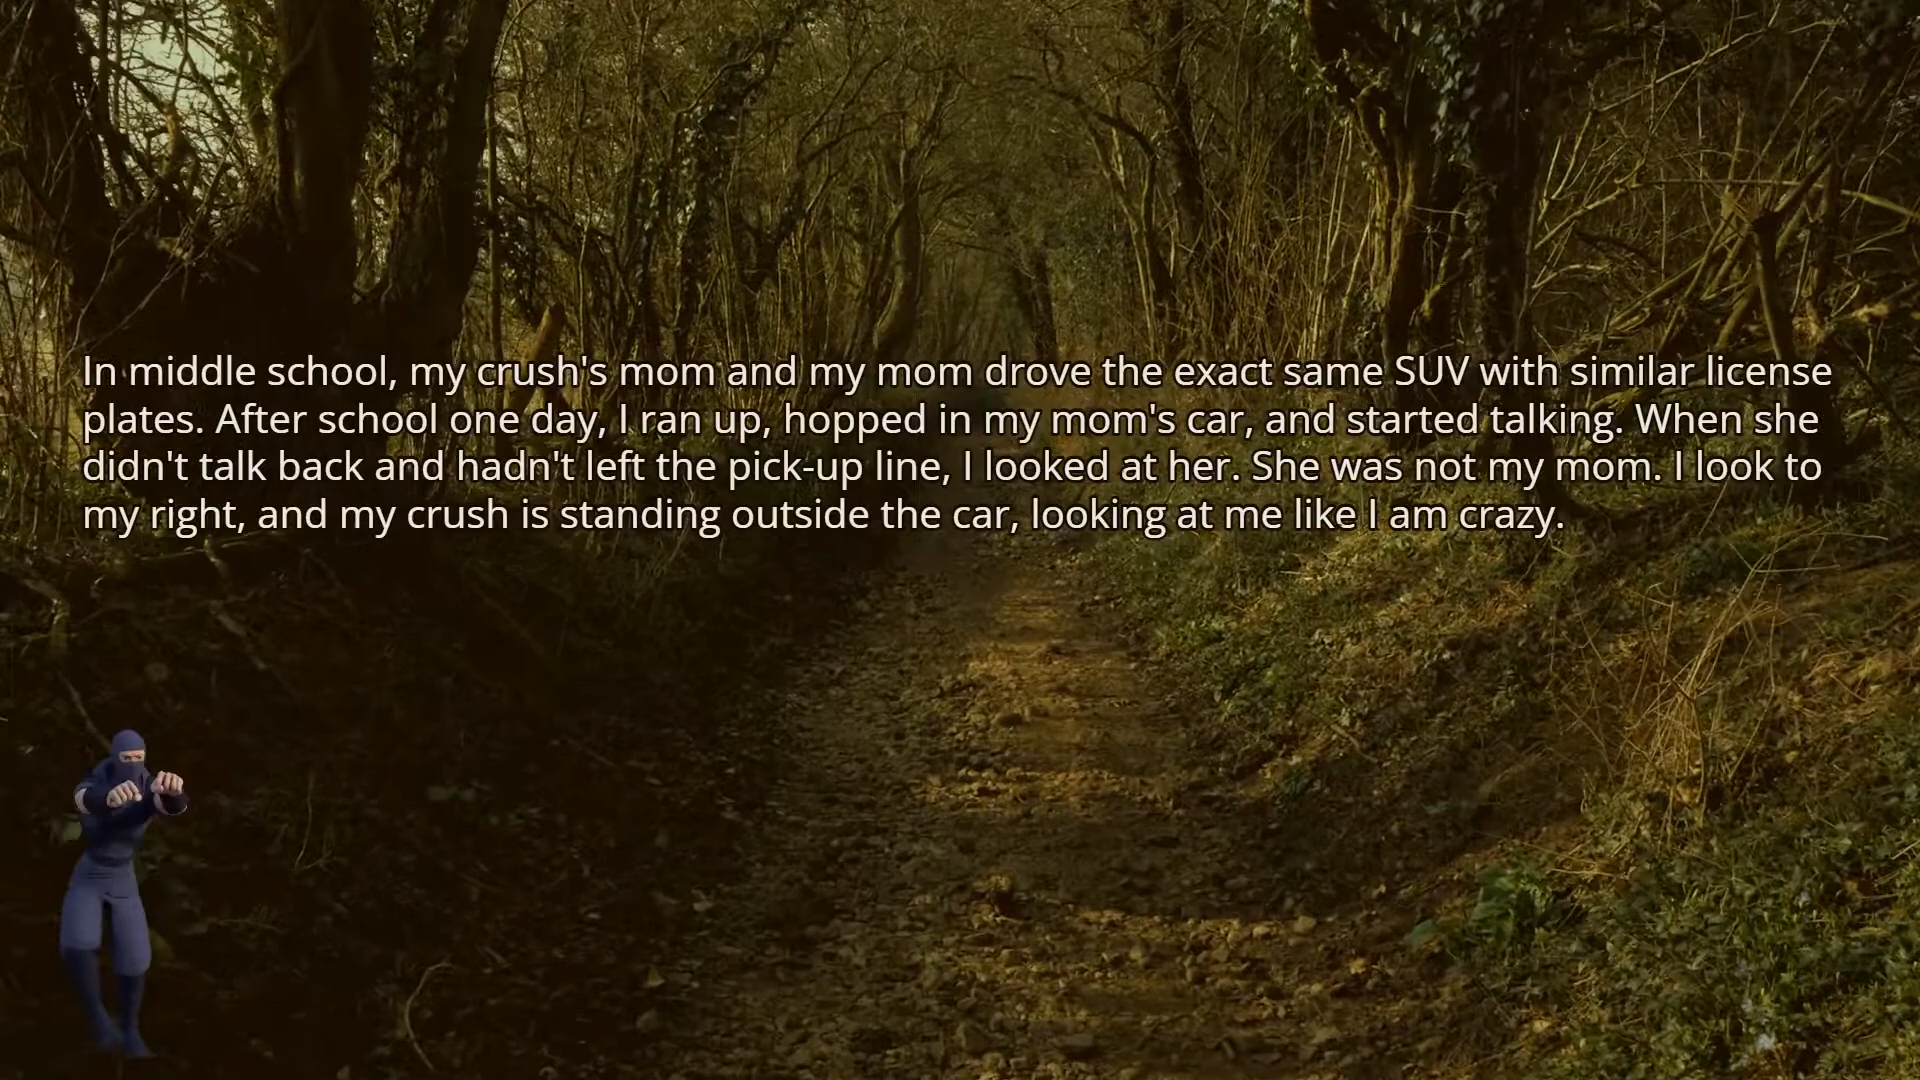 In middle school, my crush's mom and my mom drove the exact same SUV with similar license
plates. After school one day, I ran up, hopped in my mom's car, and started talking. When she
didn't talk back and hadn't left the pick-up line, I looked at her. She was not my mom. I look to
my right, and my crush is standing outside the car, looking at me like I am crazy.